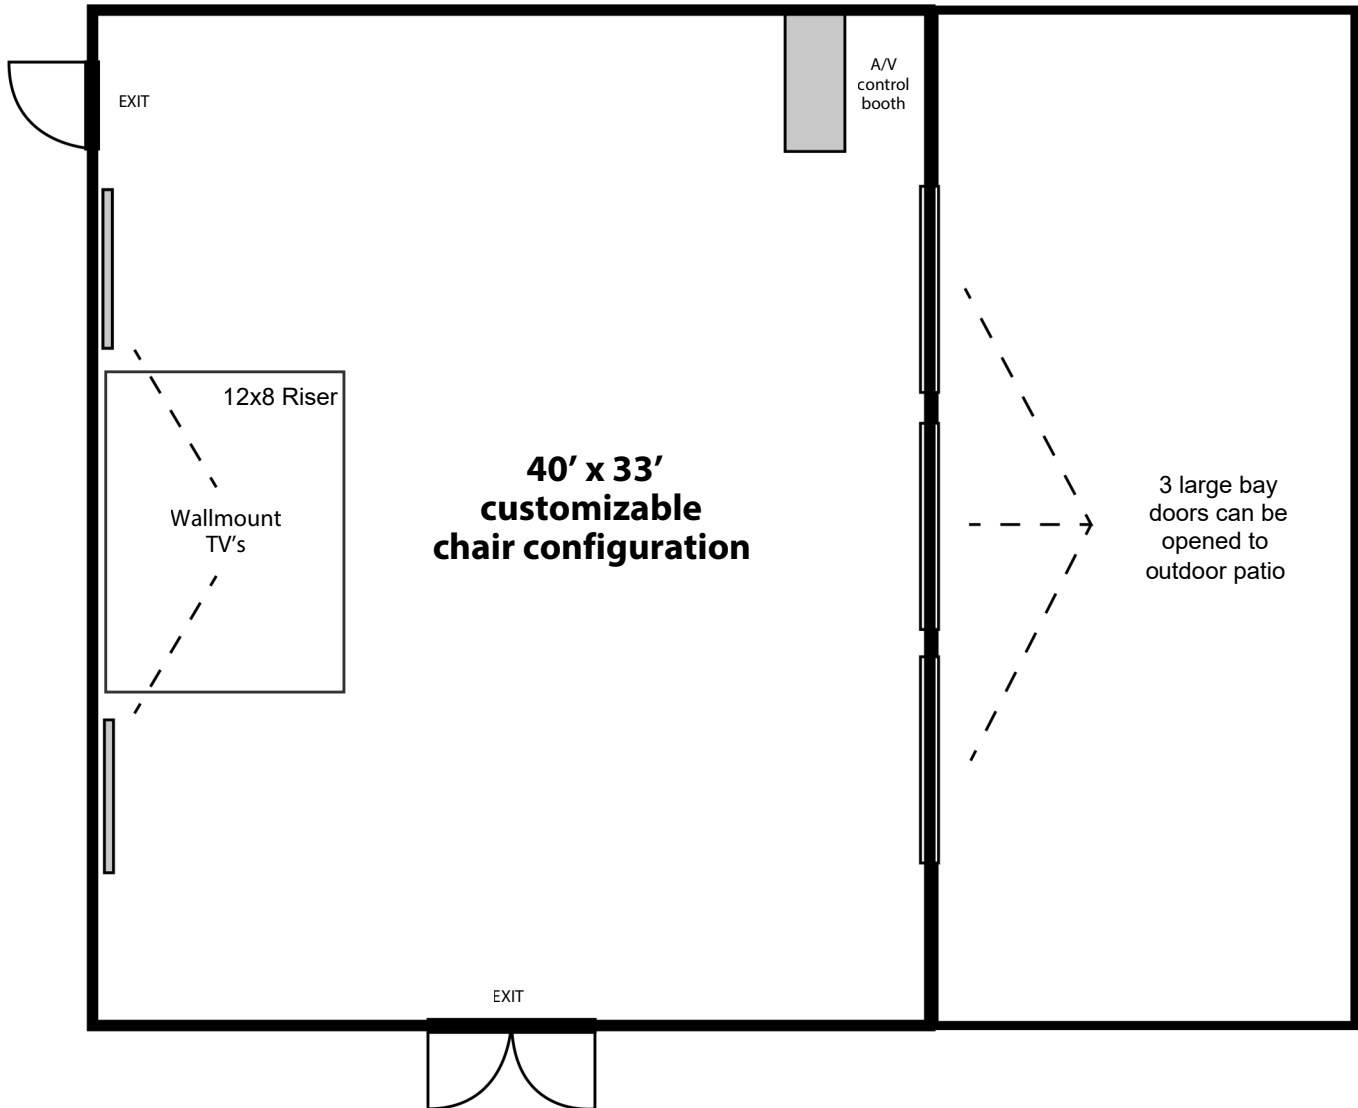 A/V
control
booth
EXIT
12x8 Riser
Wallmount
TV's
40’ x 33’
customizable
chair configuration
3 large bay
doors can be
opened to
outdoor patio
EXIT